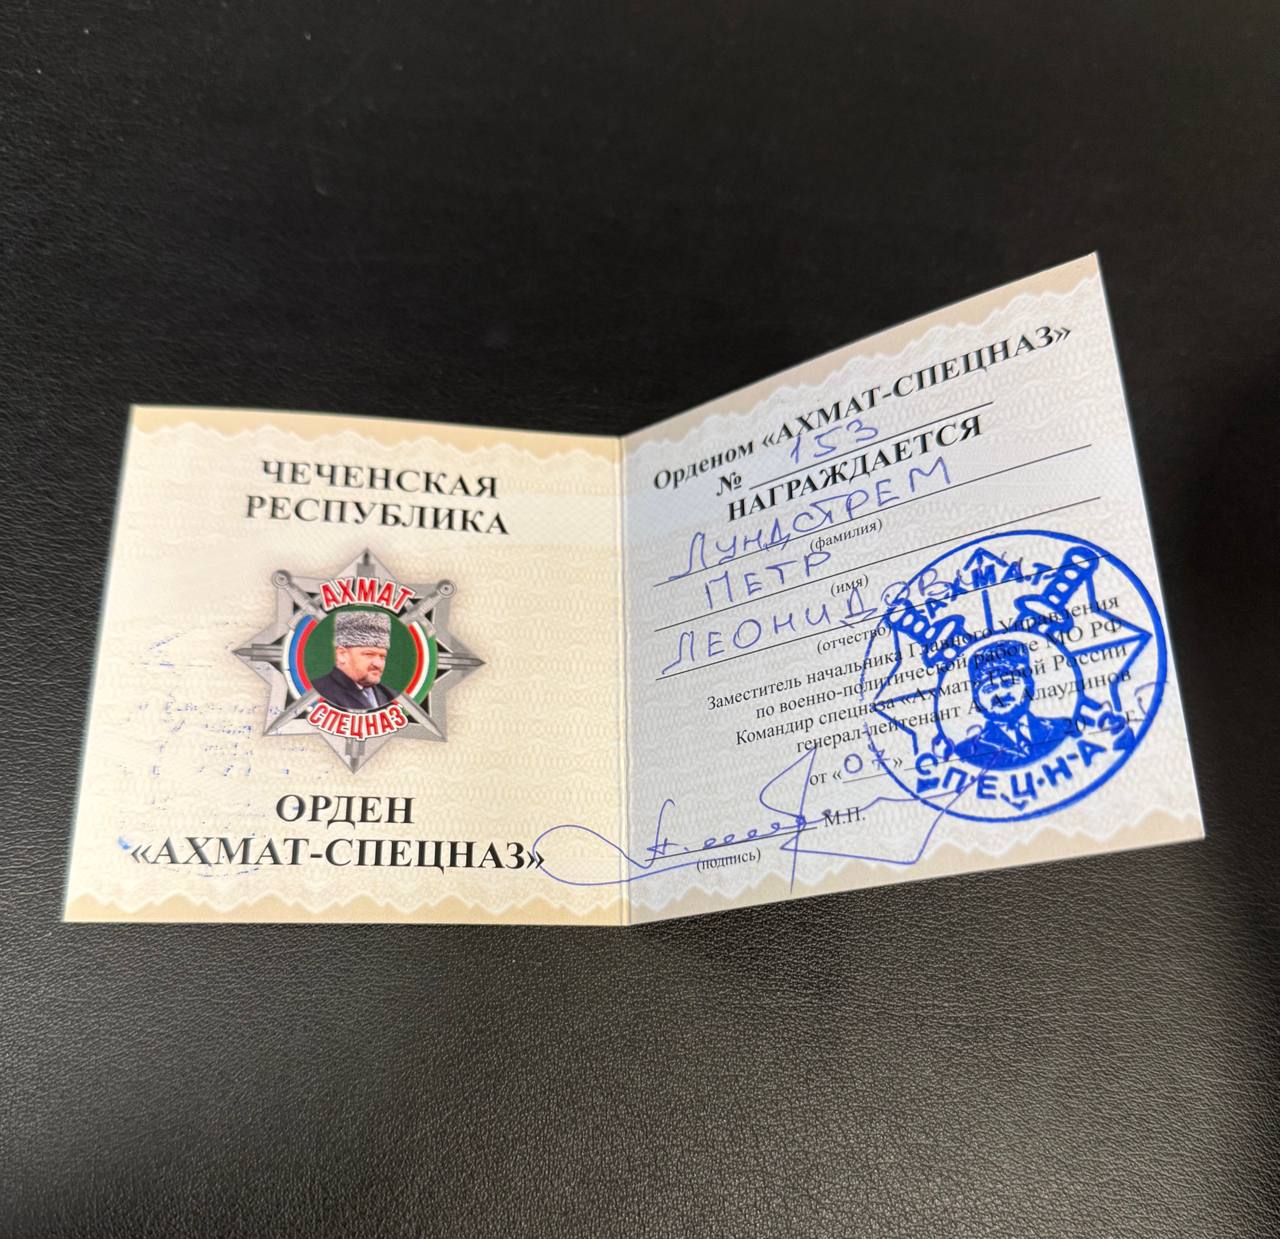 ЧЕЧЕНСКАЯ
РЕСПУБЛИКА
АХМАТ
СПЕЦНАЗ
ОРДЕН
«АХМАТ-СПЕЦНАЗ»
Орденом «АХМАТ-СПЕЦНАЗ»
№ 153
НАГРАЖДАЕТСЯ
ЛУНДСТРЕМ
(фамилия)
ПЕТР
(имя)
ЛЕОНИДОВИЧ
(отчество)
Заместитель начальника Главного Управления
по военно-политической работе МО РФ
Командир спецназа «Ахмат» Герой России
генерал-лейтенант А.А. Алаудинов
от «07» 20 г.
М.П.
(подпись)
АХМАТ
СПЕЦНАЗ